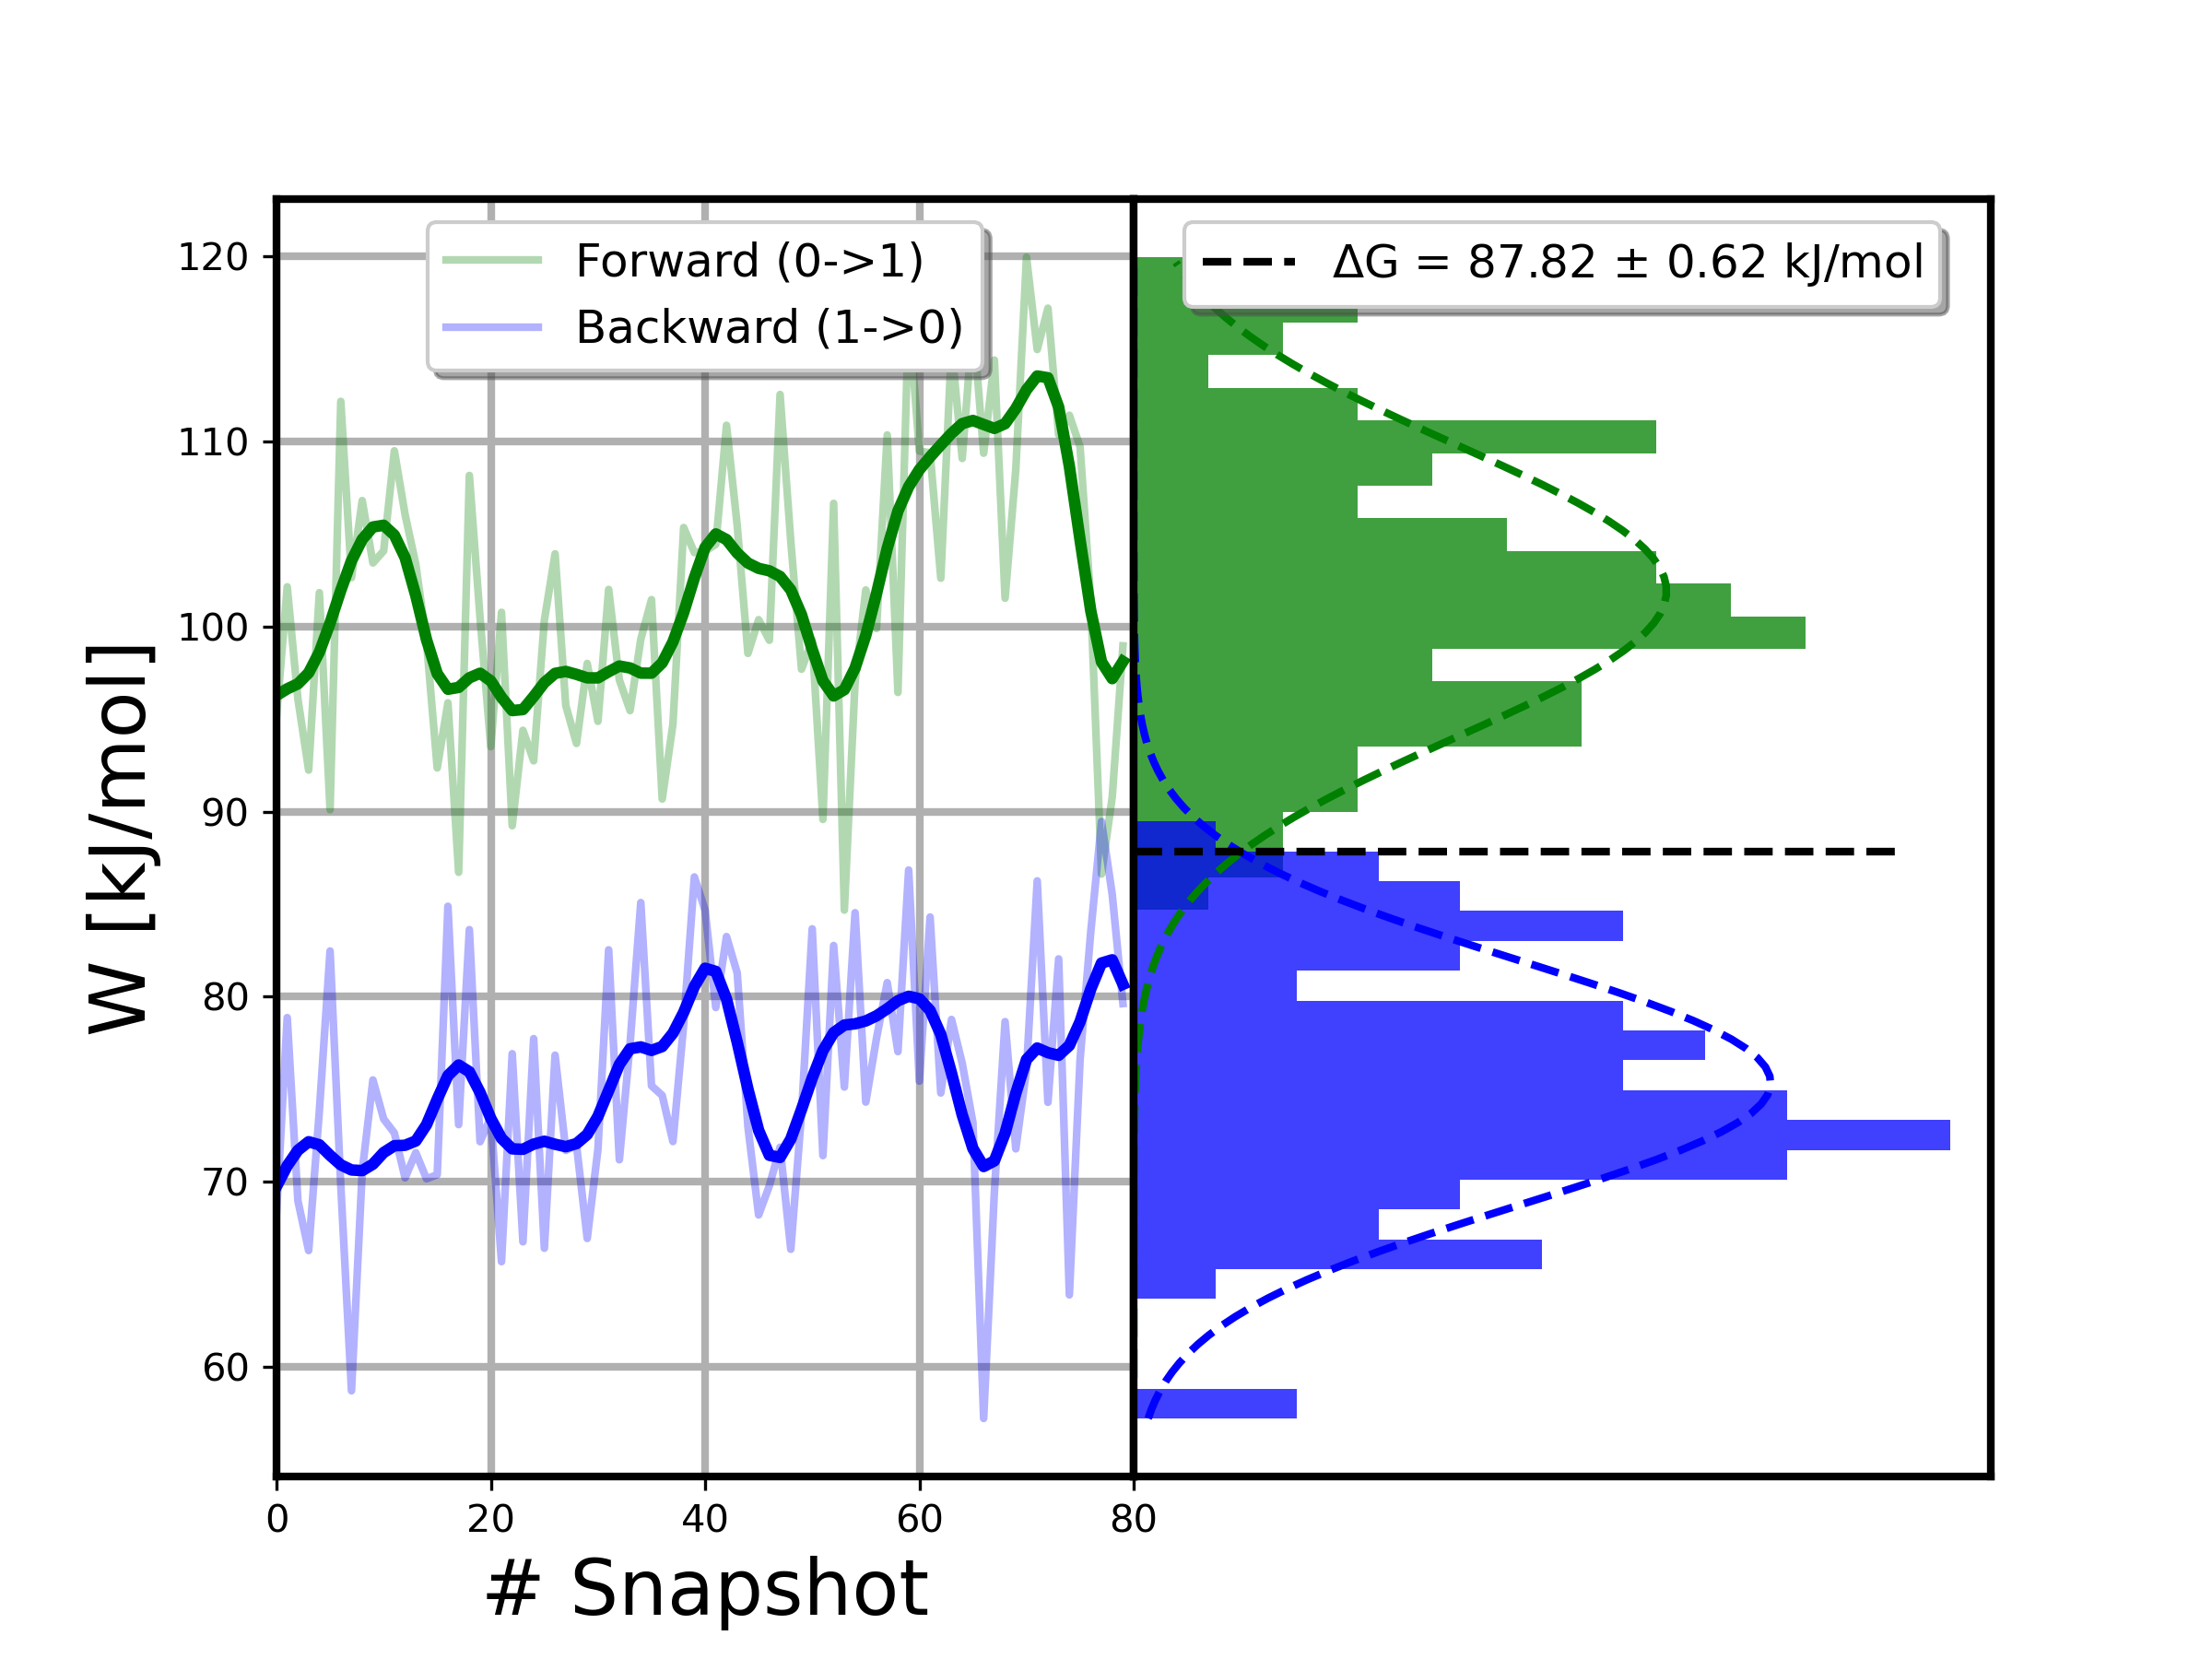 Forward (0->1)
Backward (1->0)
ΔG = 87.82 ± 0.62 kJ/mol
120
110
100
90
80
70
60
W [kJ/mol]
0 20 40 60 80
# Snapshot